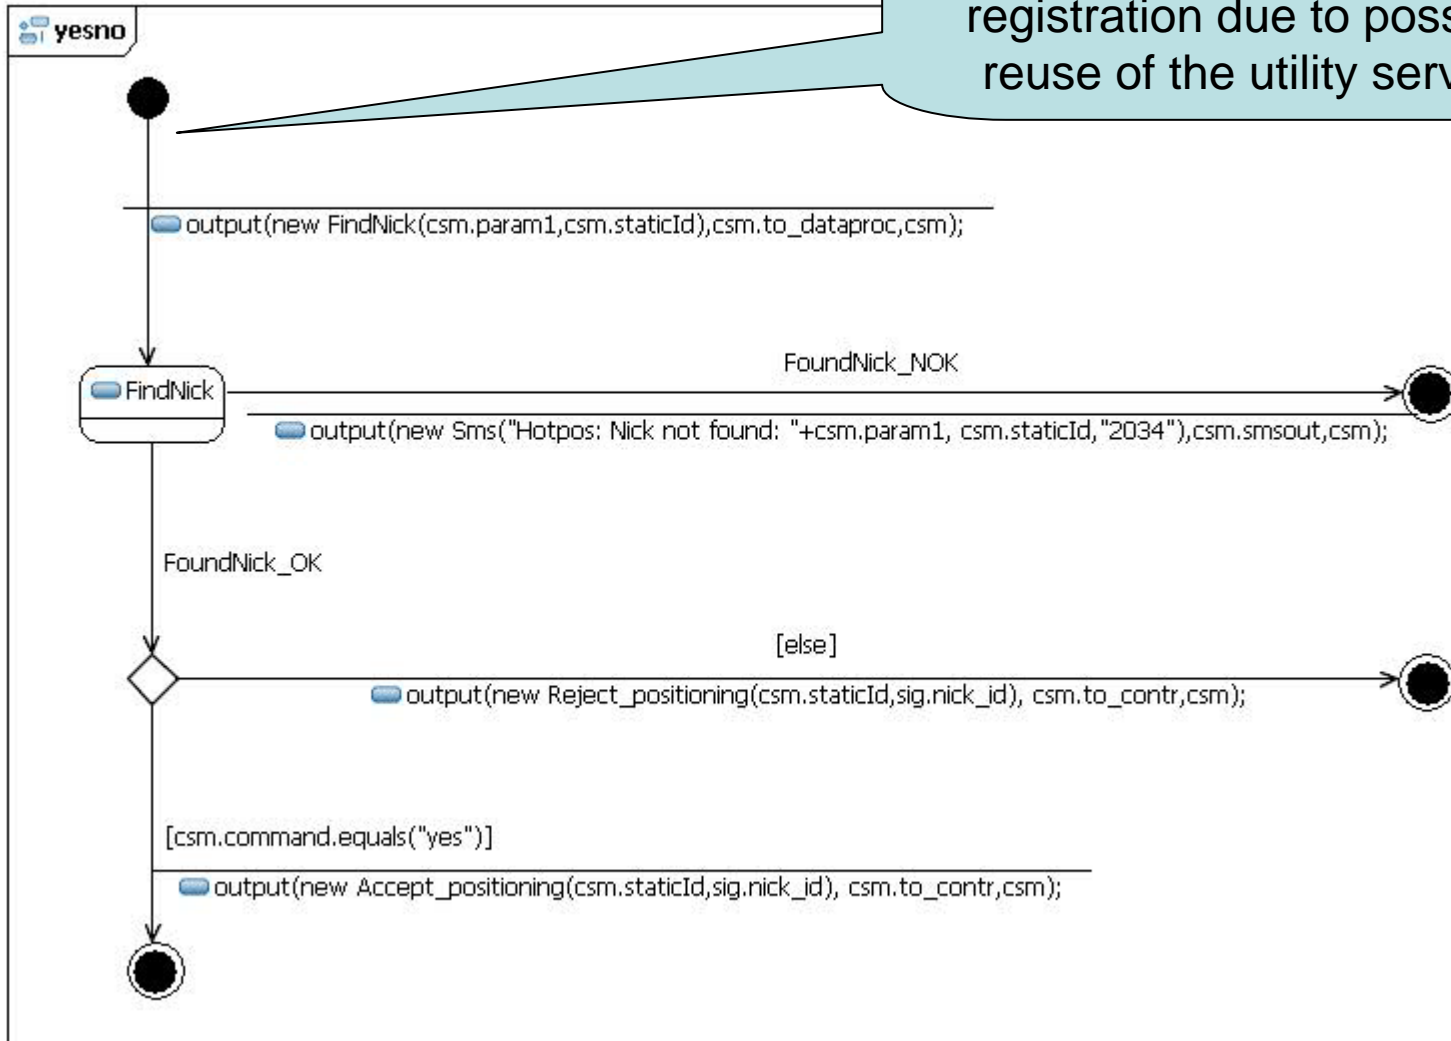 yesno
registration due to
reuse of the utility
output(new FindNick(csm.param1,csm.staticId),csm.to_dataproc,csm);
FoundNick_NOK
FindNick
output(new Sms("Hotpos: Nick not found: "+csm.param1, csm.staticId,"2034"),csm.smsout,csm);
FoundNick_OK
[else]
output(new Reject_positioning(csm.staticId,sig.nick_id), csm.to_contr,csm);
[csm.command.equals("yes")]
output(new Accept_positioning(csm.staticId,sig.nick_id), csm.to_contr,csm);